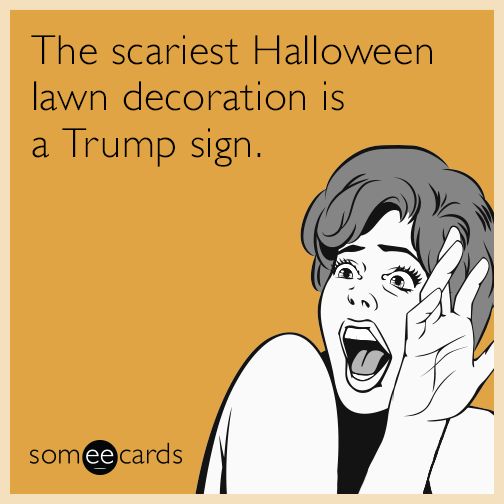 The scariest Halloween
lawn decoration is
a Trump sign.
someecards